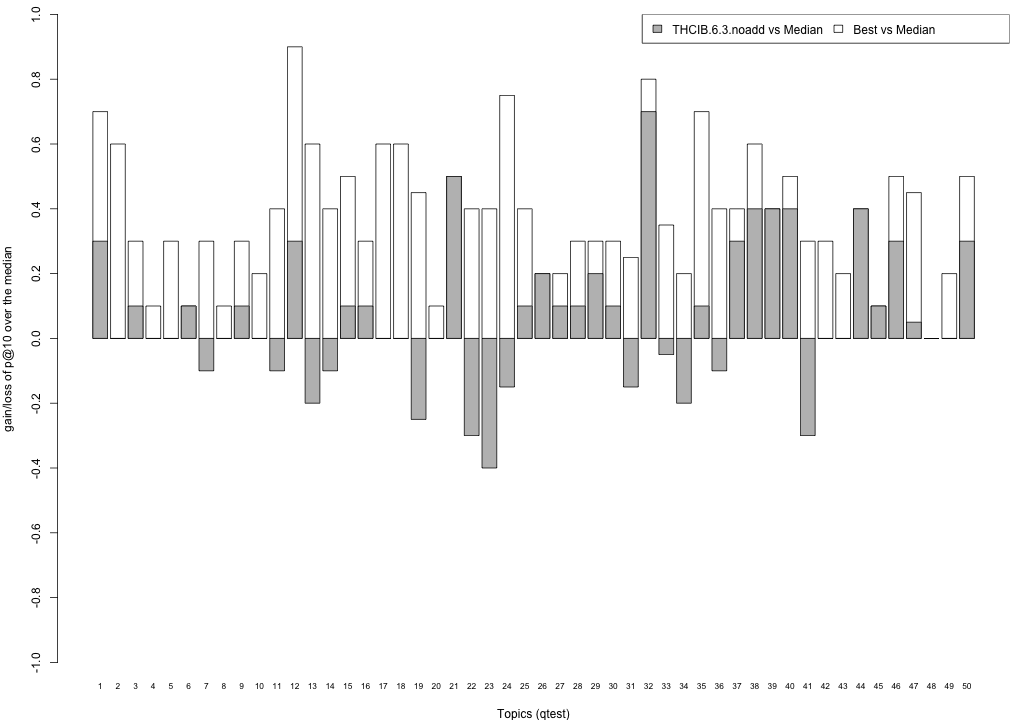 THCIB.6.3.noadd vs Median Best vs Median
gain/loss of p@10 over the median
1.0
0.8
0.6
0.4
0.2
0.0
-0.2
-0.4
-0.6
-0.8
-1.0
1 2 3 4 5 6 7 8 9 10 11 12 13 14 15 16 17 18 19 20 21 22 23 24 25 26 27 28 29 30 31 32 33 34 35 36 37 38 39 40 41 42 43 44 45 46 47 48 49 50
Topics (qtest)